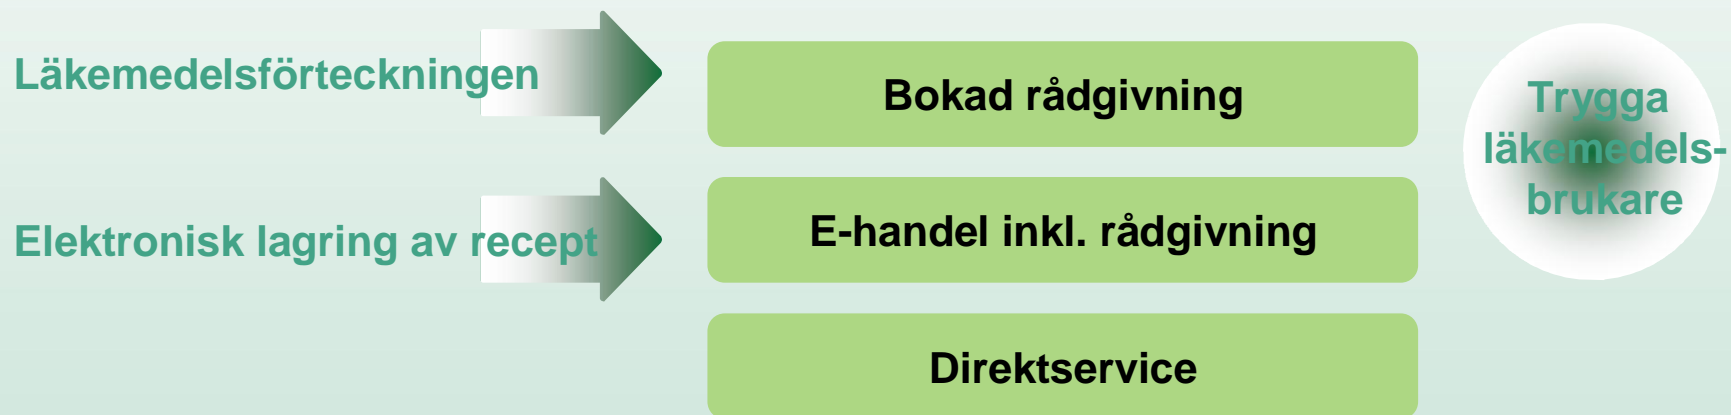 Läkemedelsförteckningen
Elektronisk lagring av recept
Bokad rådgivning
E-handel inkl. rådgivning
Direktservice
Trygga
läkemedels-
brukare